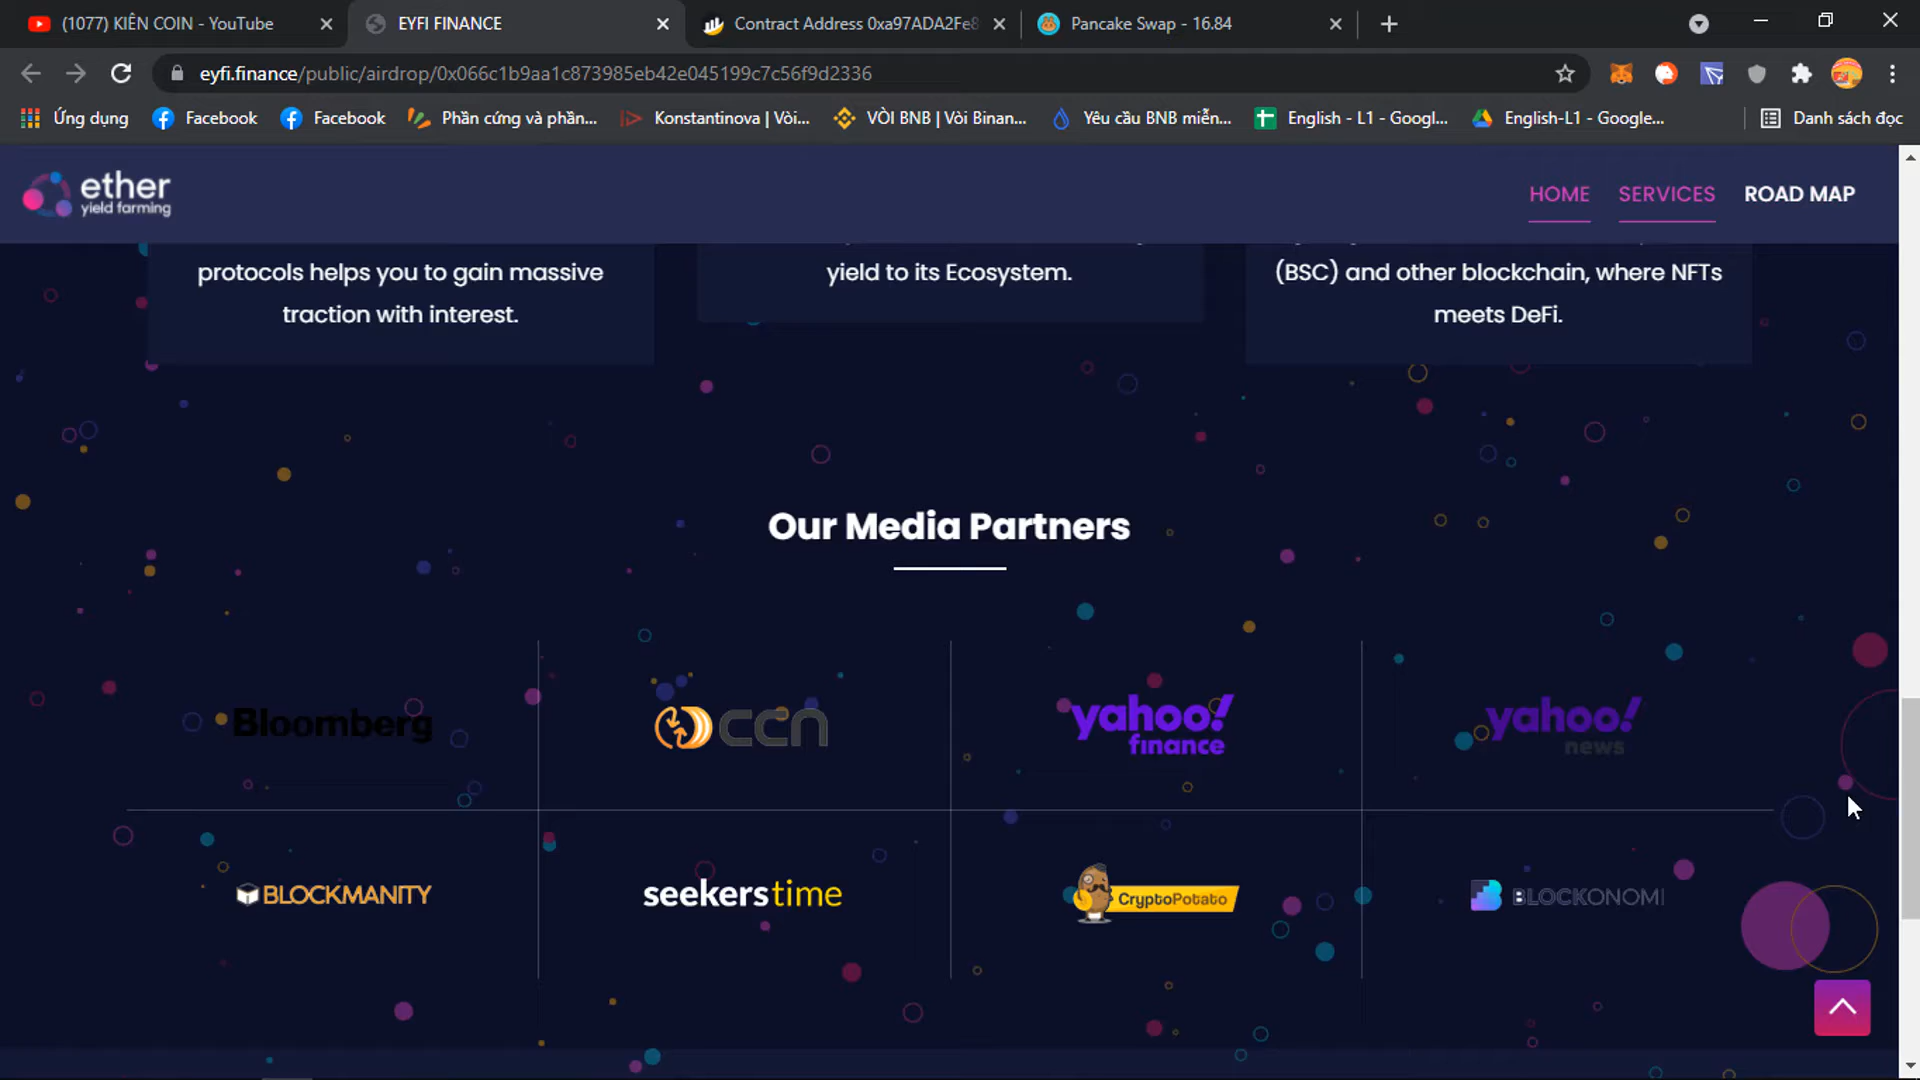 (1077) KIÊN COIN - YouTube
EYFI FINANCE
Contract Address 0xa97ADA2Fe8
Pancake Swap - 16.84
eyfi.finance/public/airdrop/0x066c1b9aa1c873985eb42e045199c7c56f9d2336
Ứng dụng
Facebook
Facebook
Phần cứng và phần...
Konstantinova | Vòi...
VÒI BNB | Vòi Binan...
Yêu cầu BNB miễn...
English - L1 - Googl...
English-L1 - Google...
Danh sách đọc
ether
yield farming
HOME
SERVICES
ROAD MAP
protocols helps you to gain massive
traction with interest.
yield to its Ecosystem.
(BSC) and other blockchain, where NFTs
meets DeFi.
Our Media Partners
Bloomberg
ccn
yahoo!
finance
yahoo!
news
BLOCKMANITY
seekerstime
CryptoPotato
BLOCKONOMI